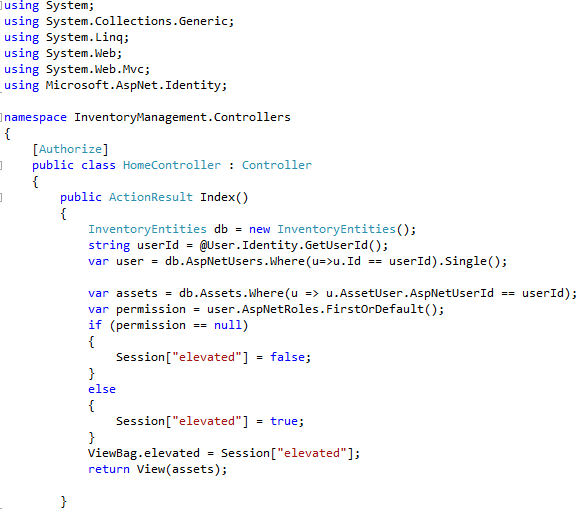 using System;
using System.Collections.Generic;
using System.Linq;
using System.Web;
using System.Web.Mvc;
using Microsoft.AspNet.Identity;

namespace InventoryManagement.Controllers
{
    [Authorize]
    public class HomeController : Controller
    {
        public ActionResult Index()
        {
            InventoryEntities db = new InventoryEntities();
            string userId = @User.Identity.GetUserId();
            var user = db.AspNetUsers.Where(u=>u.Id == userId).Single();

            var assets = db.Assets.Where(u => u.AssetUser.AspNetUserId == userId);
            var permission = user.AspNetRoles.FirstOrDefault();
            if (permission == null)
            {
                Session["elevated"] = false;
            }
            else
            {
                Session["elevated"] = true;
            }
            ViewBag.elevated = Session["elevated"];
            return View(assets);

        }